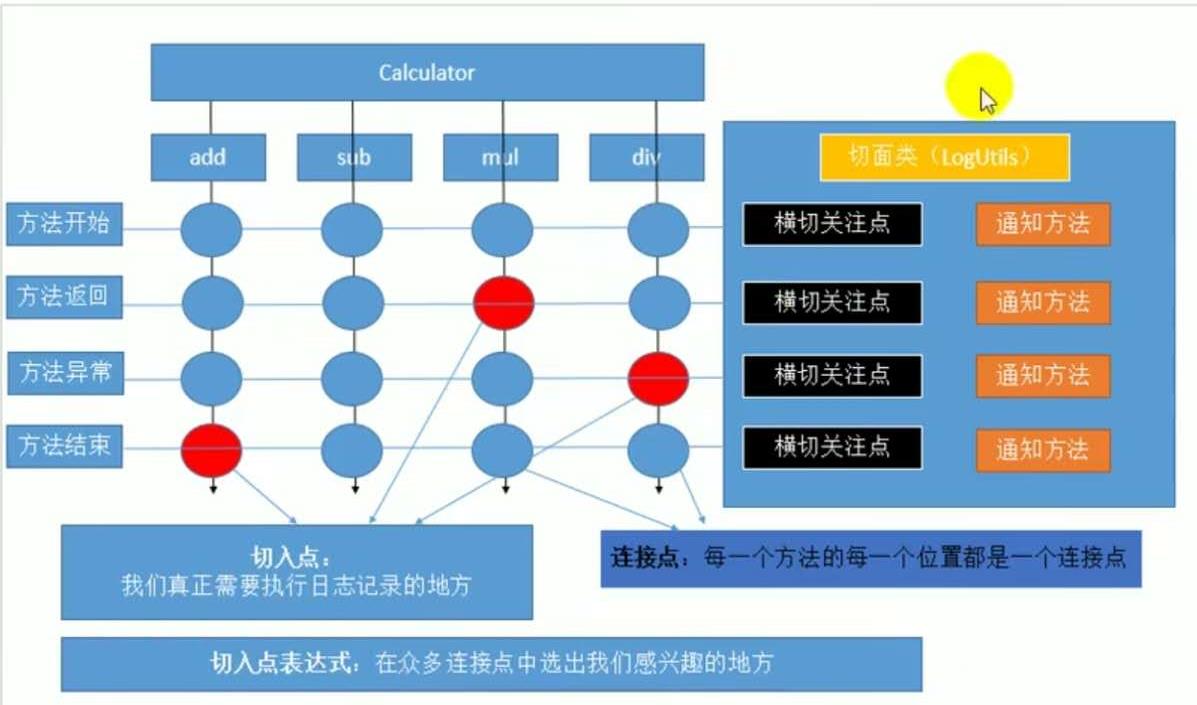 Calculator
add
sub
mul
div
切面类（LogUtils）
方法开始
横切关注点
通知方法
方法返回
横切关注点
通知方法
方法异常
横切关注点
通知方法
方法结束
横切关注点
通知方法
切入点：
我们真正需要执行日志记录的地方
连接点：每一个方法的每一个位置都是一个连接点
切入点表达式：在众多连接点中选出我们感兴趣的地方